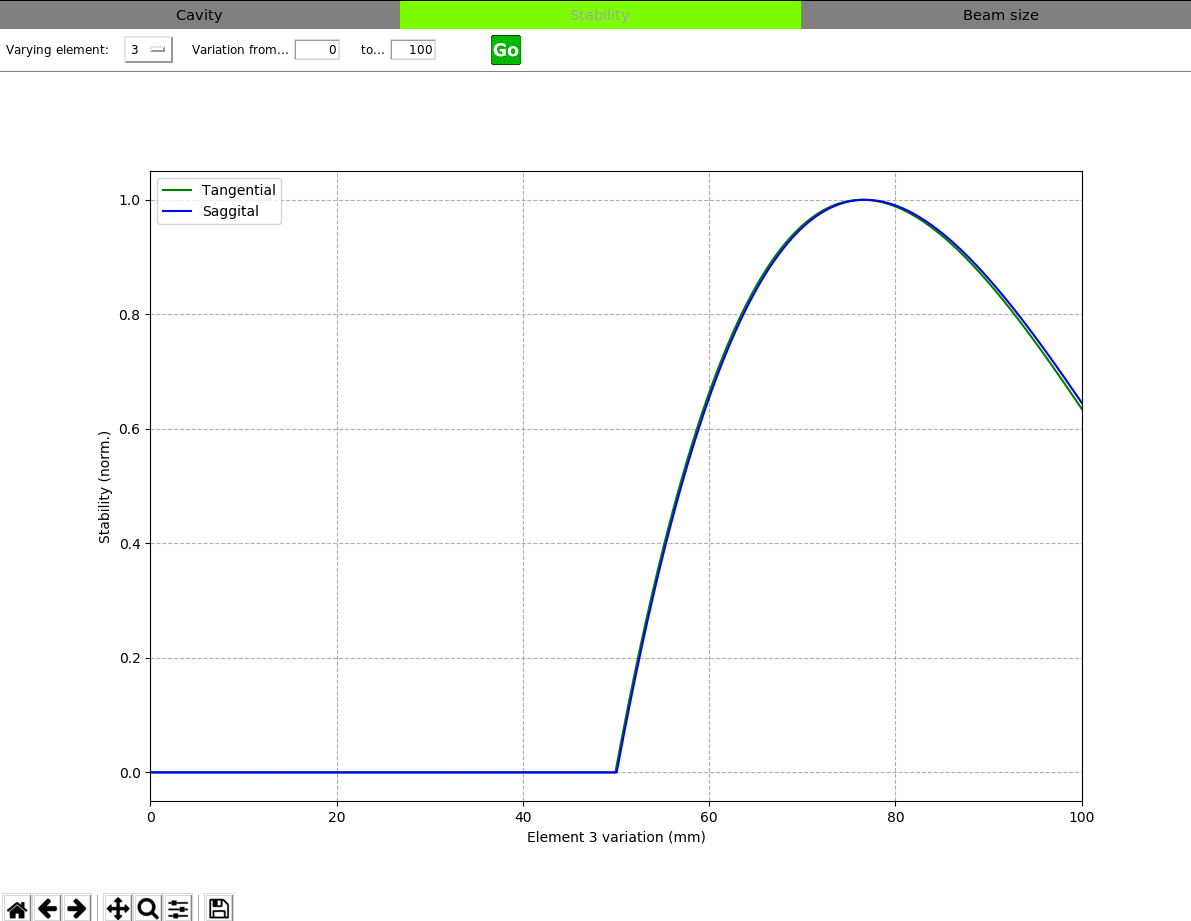 Cavity Stability Beam size
Varying element: 3 Variation from... 0 to... 100 Go
Tangential
Saggital
1.0
0.8
0.6
0.4
0.2
0.0
Stability (norm.)
0 20 40 60 80 100
Element 3 variation (mm)